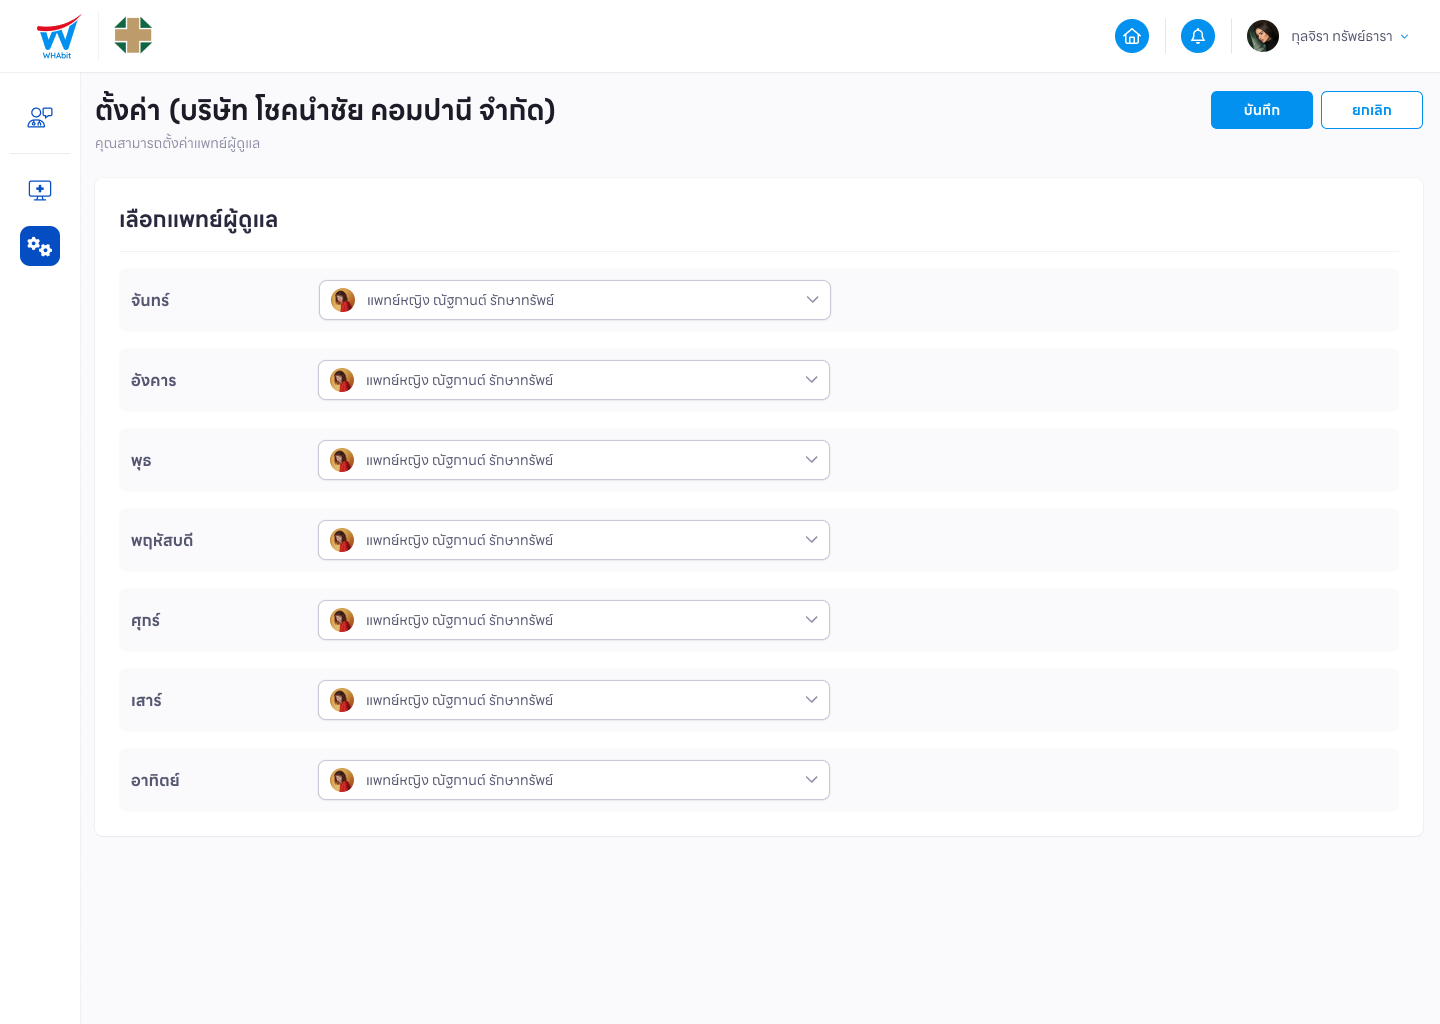 WHAbit
กุลจิรา ทรัพย์ธารา
ตั้งค่า (บริษัท โชคนำชัย คอมปานี จำกัด)
บันทึก
ยกเลิก
คุณสามารถตั้งค่าแพทย์ผู้ดูแล
เลือกแพทย์ผู้ดูแล
จันทร์
แพทย์หญิง ณัฐกานต์ รักษาทรัพย์
อังคาร
แพทย์หญิง ณัฐกานต์ รักษาทรัพย์
พุธ
แพทย์หญิง ณัฐกานต์ รักษาทรัพย์
พฤหัสบดี
แพทย์หญิง ณัฐกานต์ รักษาทรัพย์
ศุกร์
แพทย์หญิง ณัฐกานต์ รักษาทรัพย์
เสาร์
แพทย์หญิง ณัฐกานต์ รักษาทรัพย์
อาทิตย์
แพทย์หญิง ณัฐกานต์ รักษาทรัพย์